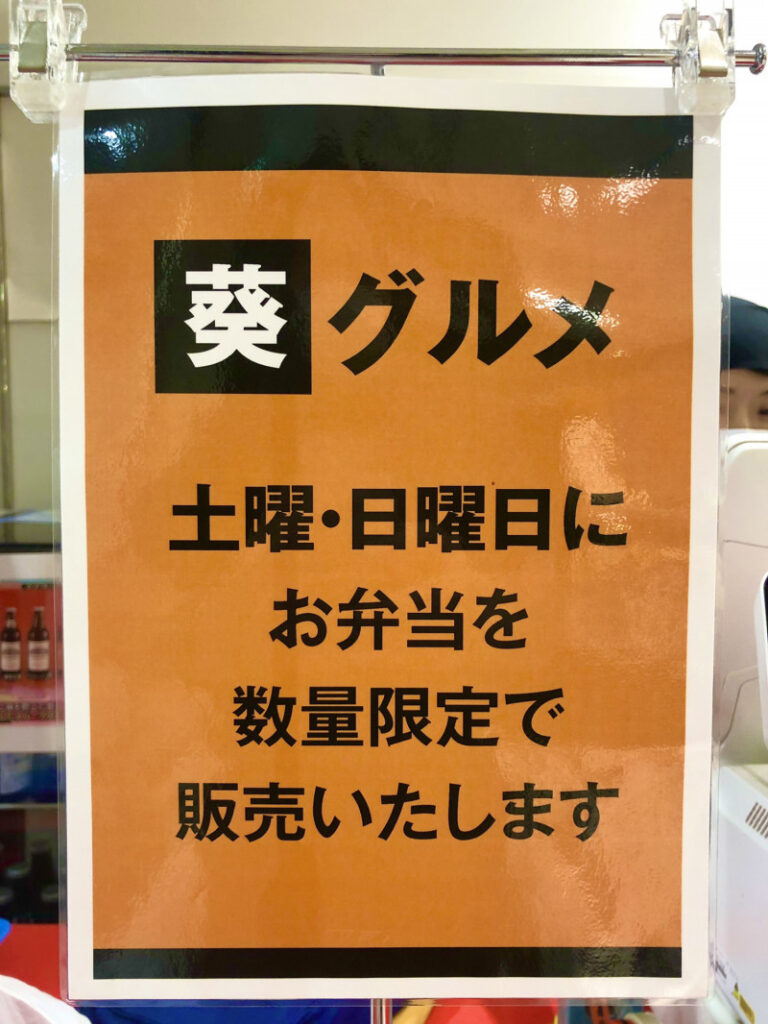 葵グルメ
土曜・日曜日に
お弁当を
数量限定で
販売いたします